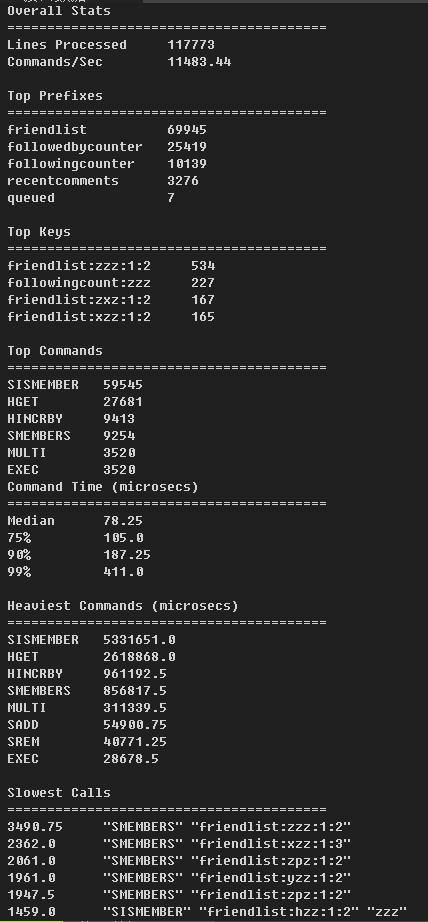 Overall Stats
========================================
Lines Processed 117773
Commands/Sec 11483.44
Top Prefixes
========================================
friendlist 69945
followedbycounter 25419
followingcounter 10139
recentcomments 3276
queued 7
Top Keys
========================================
friendlist:zzz:1:2 534
followingcount:zzz 227
friendlist:zxz:1:2 167
friendlist:xzz:1:2 165
Top Commands
========================================
SISMEMBER 59545
HGET 27681
HINCRBY 9413
SMEMBERS 9254
MULTI 3520
EXEC 3520
Command Time (microsecs)
========================================
Median 78.25
75% 105.0
90% 187.25
99% 411.0
Heaviest Commands (microsecs)
========================================
SISMEMBER 5331651.0
HGET 2618868.0
HINCRBY 961192.5
SMEMBERS 856817.5
MULTI 311339.5
SADD 54900.75
SREM 40771.25
EXEC 28678.5
Slowest Calls
========================================
3490.75 "SMEMBERS" "friendlist:zzz:1:2"
2362.0 "SMEMBERS" "friendlist:xzz:1:3"
2061.0 "SMEMBERS" "friendlist:zpz:1:2"
1961.0 "SMEMBERS" "friendlist:yzz:1:2"
1947.5 "SMEMBERS" "friendlist:zpz:1:2"
1459.0 "SISMEMBER" "friendlist:hzz:1:2" "zzz"